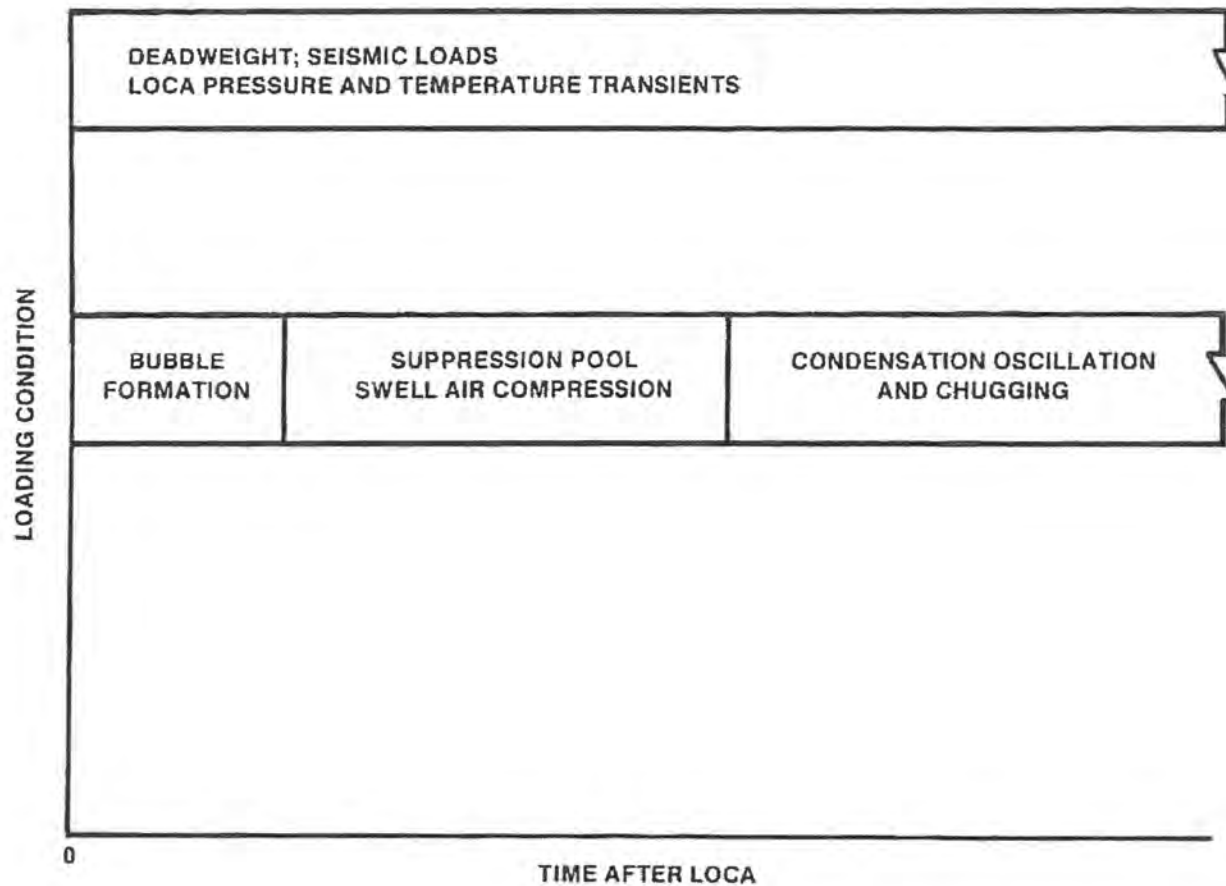 DEADWEIGHT; SEISMIC LOADS
LOCA PRESSURE AND TEMPERATURE TRANSIENTS
LOADING CONDITION
BUBBLE
FORMATION
SUPPRESSION POOL
SWELL AIR COMPRESSION
CONDENSATION OSCILLATION
AND CHUGGING
0
TIME AFTER LOCA